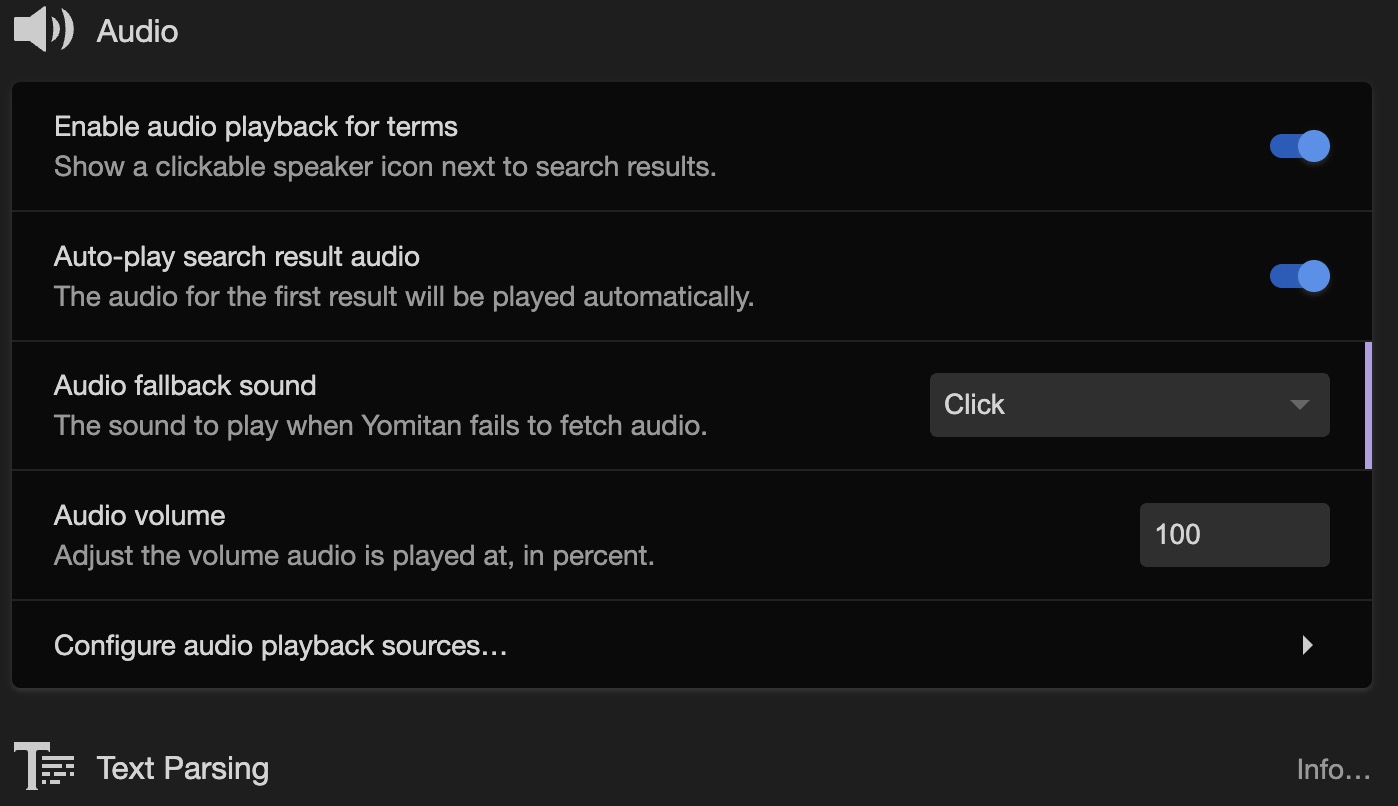 Audio
Enable audio playback for terms
Show a clickable speaker icon next to search results.
Auto-play search result audio
The audio for the first result will be played automatically.
Audio fallback sound
The sound to play when Yomitan fails to fetch audio.
Click
Audio volume
Adjust the volume audio is played at, in percent.
100
Configure audio playback sources…
Text Parsing
Info…